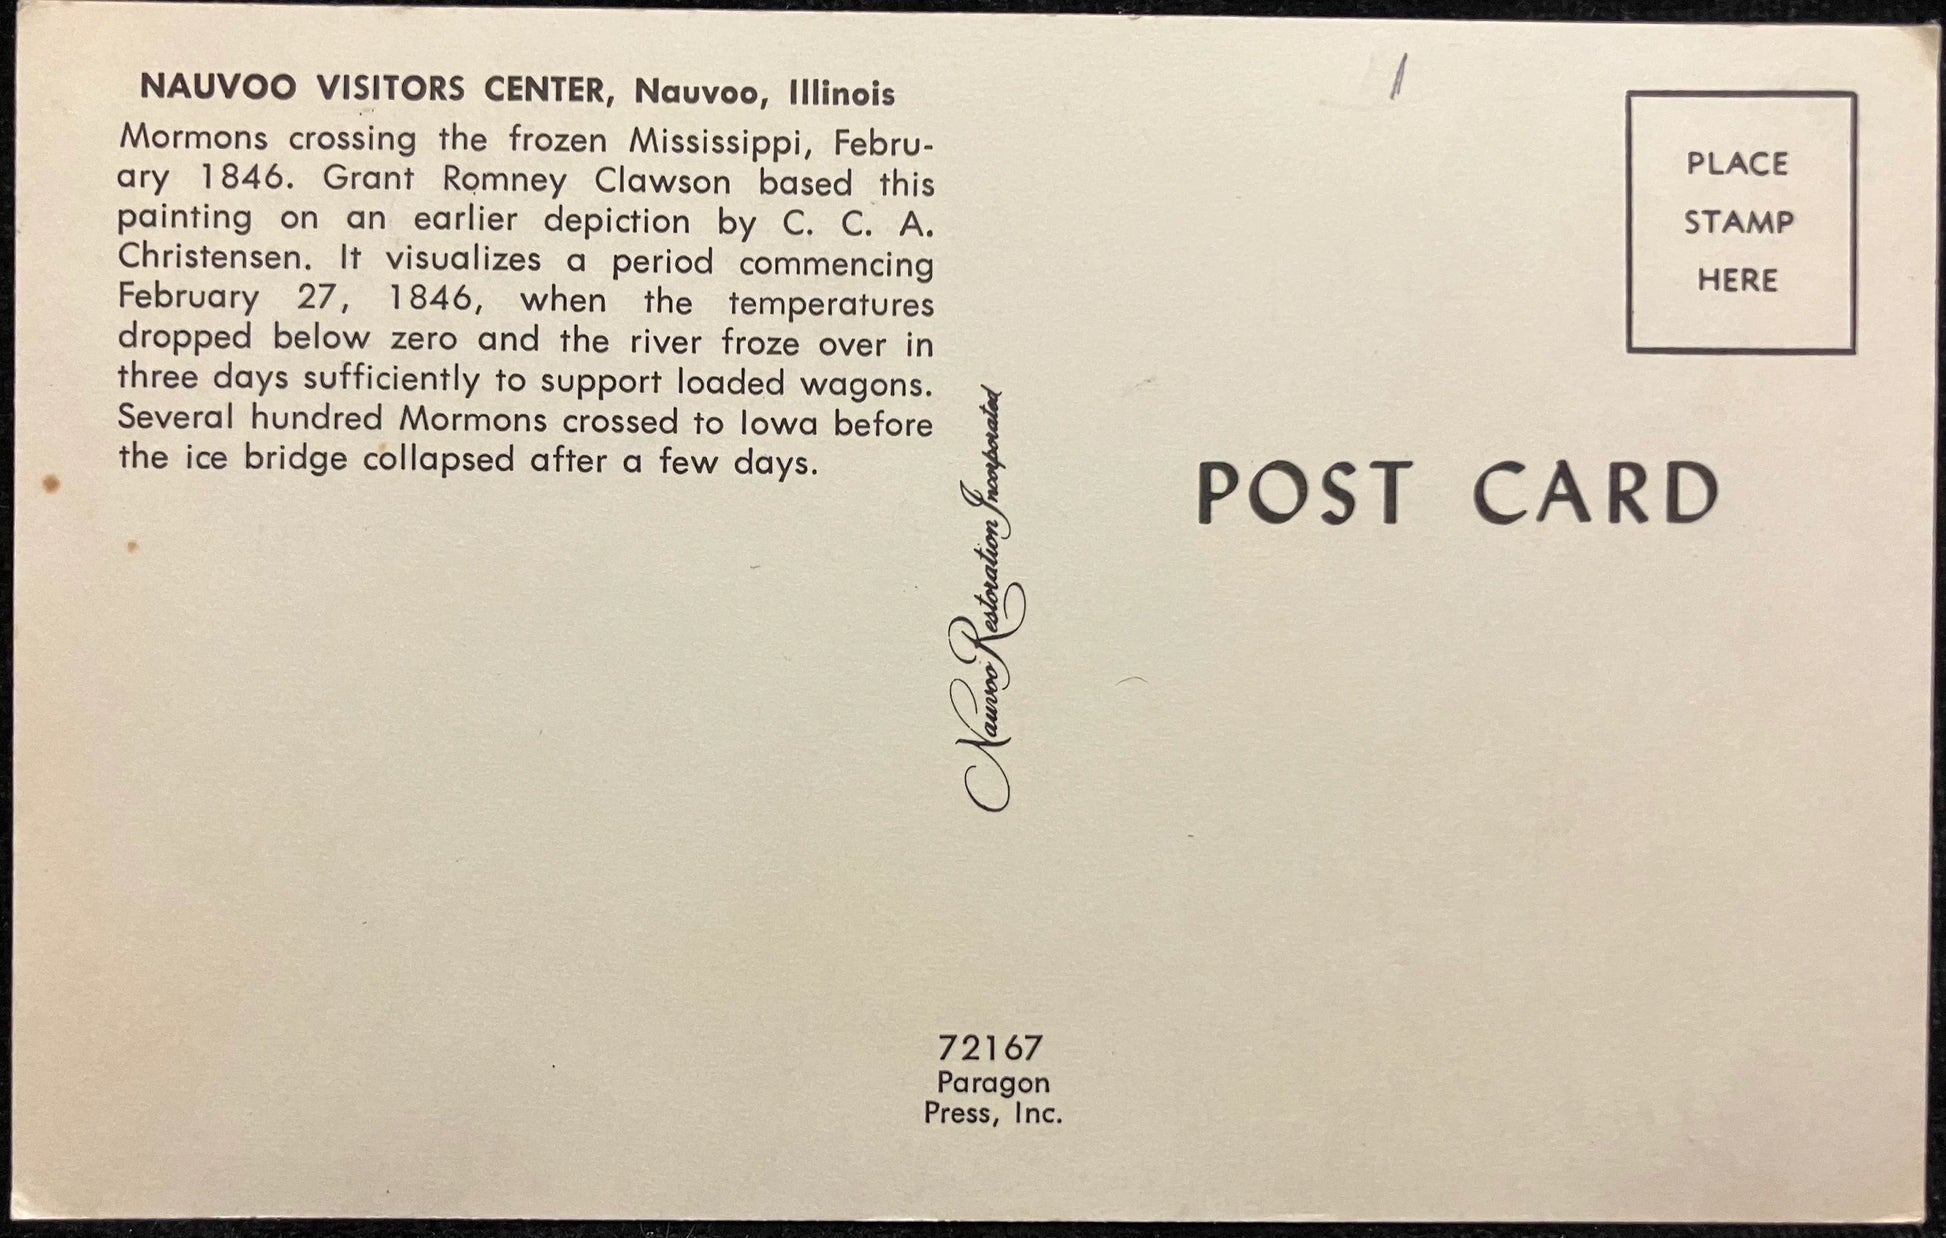 NAUVOO VISITORS CENTER, Nauvoo, Illinois
Mormons crossing the frozen Mississippi, Febru-
ary 1846. Grant Romney Clawson based this
painting on an earlier depiction by C. C. A.
Christensen. It visualizes a period commencing
February 27, 1846, when the temperatures
dropped below zero and the river froze over in
three days sufficiently to support loaded wagons.
Several hundred Mormons crossed to Iowa before
the ice bridge collapsed after a few days.
Nauvoo Restoration Incorporated
72167
Paragon
Press, Inc.
PLACE
STAMP
HERE
POST CARD